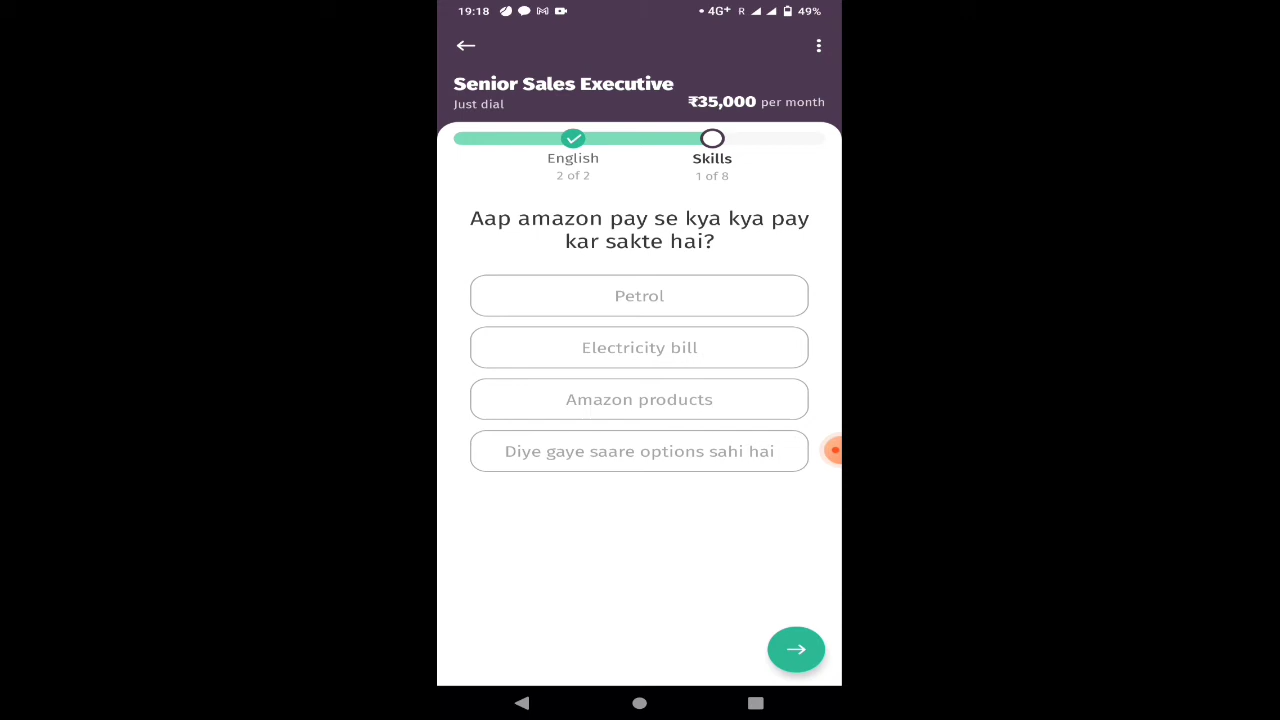 19:18 4G+ R 49%
Senior Sales Executive
Just dial ₹35,000 per month
English Skills
2 of 2 1 of 8
Aap amazon pay se kya kya pay
kar sakte hai?
Petrol
Electricity bill
Amazon products
Diye gaye saare options sahi hai